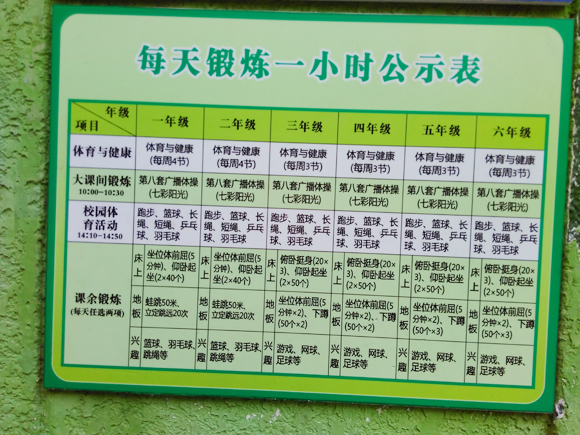 每天锻炼一小时公示表
年级
项目
一年级 二年级 三年级 四年级 五年级 六年级
体育与健康 体育与健康 体育与健康 体育与健康 体育与健康 体育与健康 体育与健康
(每周4节) (每周4节) (每周3节) (每周3节) (每周3节) (每周3节)
大课间锻炼 第八套广播体操 第八套广播体操 第八套广播体操 第八套广播体操 第八套广播体操 第八套广播体操
10:00-10:30 (七彩阳光) (七彩阳光) (七彩阳光) (七彩阳光) (七彩阳光) (七彩阳光)
校园体 跑步、篮球、长 跑步、篮球、长 跑步、篮球、长 跑步、篮球、长 跑步、篮球、长 跑步、篮球、长
育活动 绳、短绳、乒乓 绳、短绳、乒乓 绳、短绳、乒乓 绳、短绳、乒乓 绳、短绳、乒乓 绳、短绳、乒乓
14:10-14:50 球、羽毛球 球、羽毛球 球、羽毛球 球、羽毛球 球、羽毛球 球、羽毛球
课余锻炼
(每天任选两项)
床上 坐位体前屈(5 床上 坐位体前屈(5 床上 俯卧挺身(20× 床上 俯卧挺身(20× 床上 俯卧挺身(20× 床上 俯卧挺身(20×
分钟)、仰卧起 分钟)、仰卧起 3)、仰卧起坐 3)、仰卧起坐 3)、仰卧起坐 3)、仰卧起坐
坐(2×40个) 坐(2×40个) (2×50个) (2×50个) (2×50个) (2×50个)
地板 蛙跳50米、 地板 蛙跳50米、 地板 坐位体前屈(5 地板 坐位体前屈(5 地板 坐位体前屈(5 地板 坐位体前屈(5
立定跳远20次 立定跳远20次 分钟×2)、下蹲 分钟×2)、下蹲 分钟×2)、下蹲 分钟×2)、下蹲
(50个×2) (50个×2) (50个×3) (50个×3)
兴趣 篮球、羽毛球、 兴趣 篮球、羽毛球、 兴趣 游戏、网球、 兴趣 游戏、网球、 兴趣 游戏、网球、 兴趣 游戏、网球、
跳绳等 跳绳等 足球等 足球等 足球等 足球等